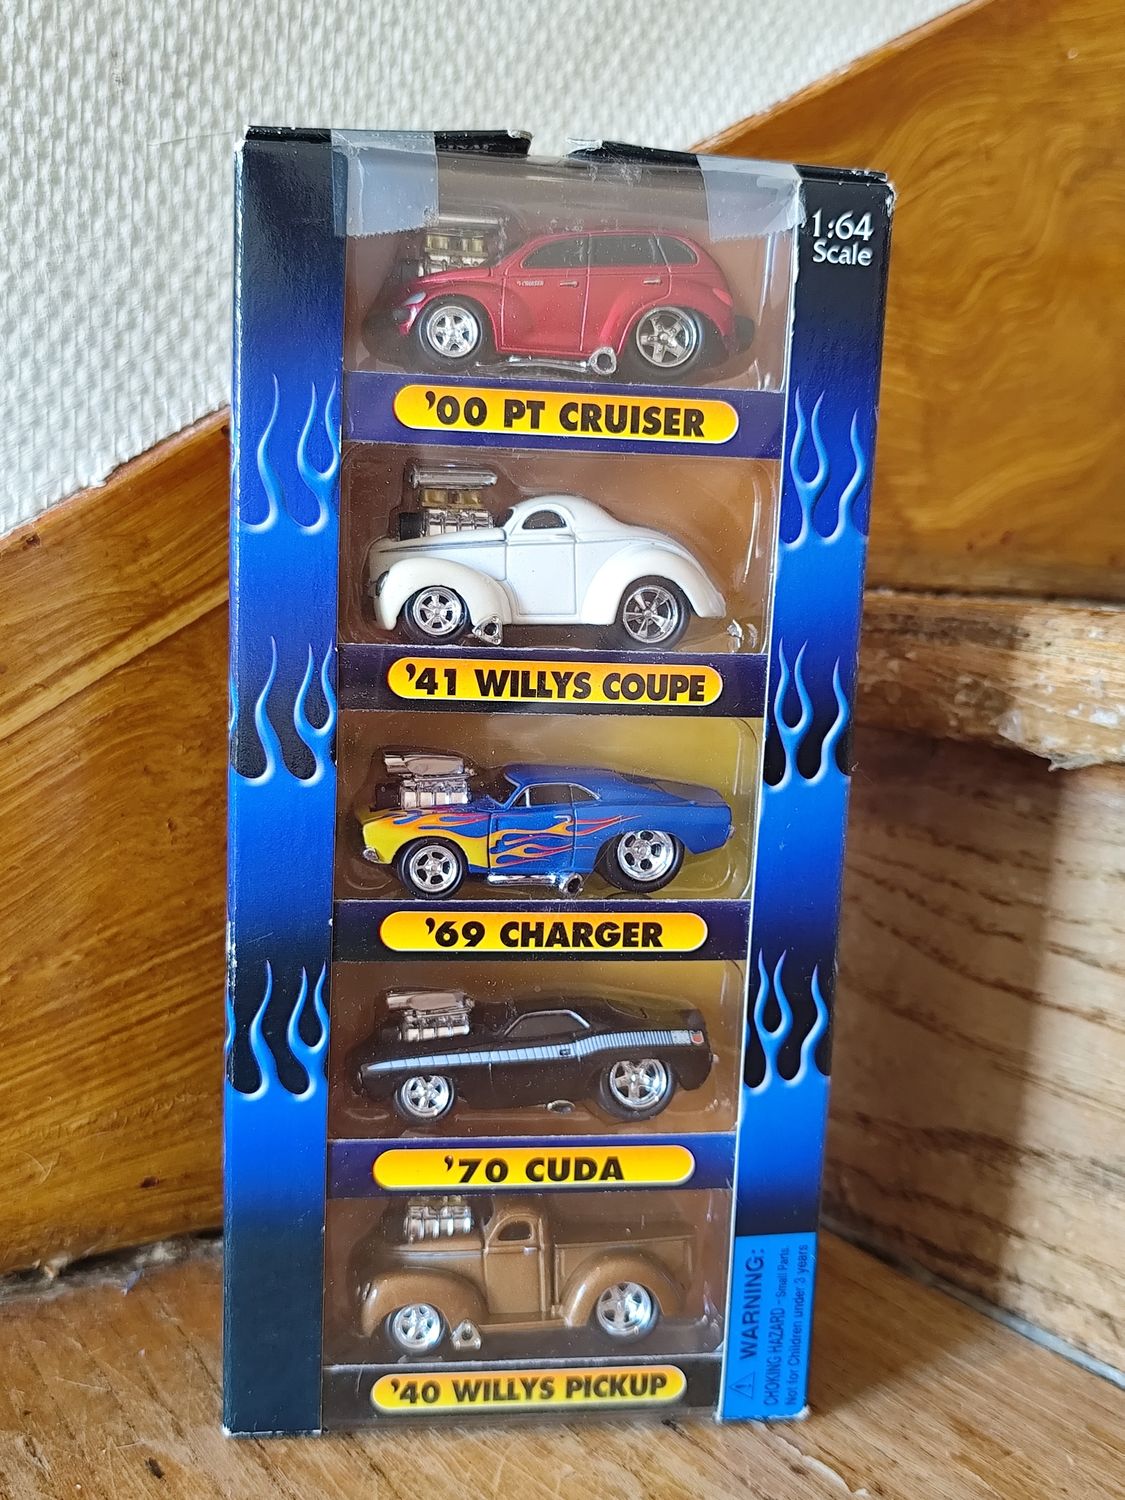 1:64
Scale
'00 PT CRUISER
'41 WILLYS COUPE
'69 CHARGER
'70 CUDA
'40 WILLYS PICKUP
WARNING:
CHOKING HAZARD - Small Parts.
Not for Children under 3 years